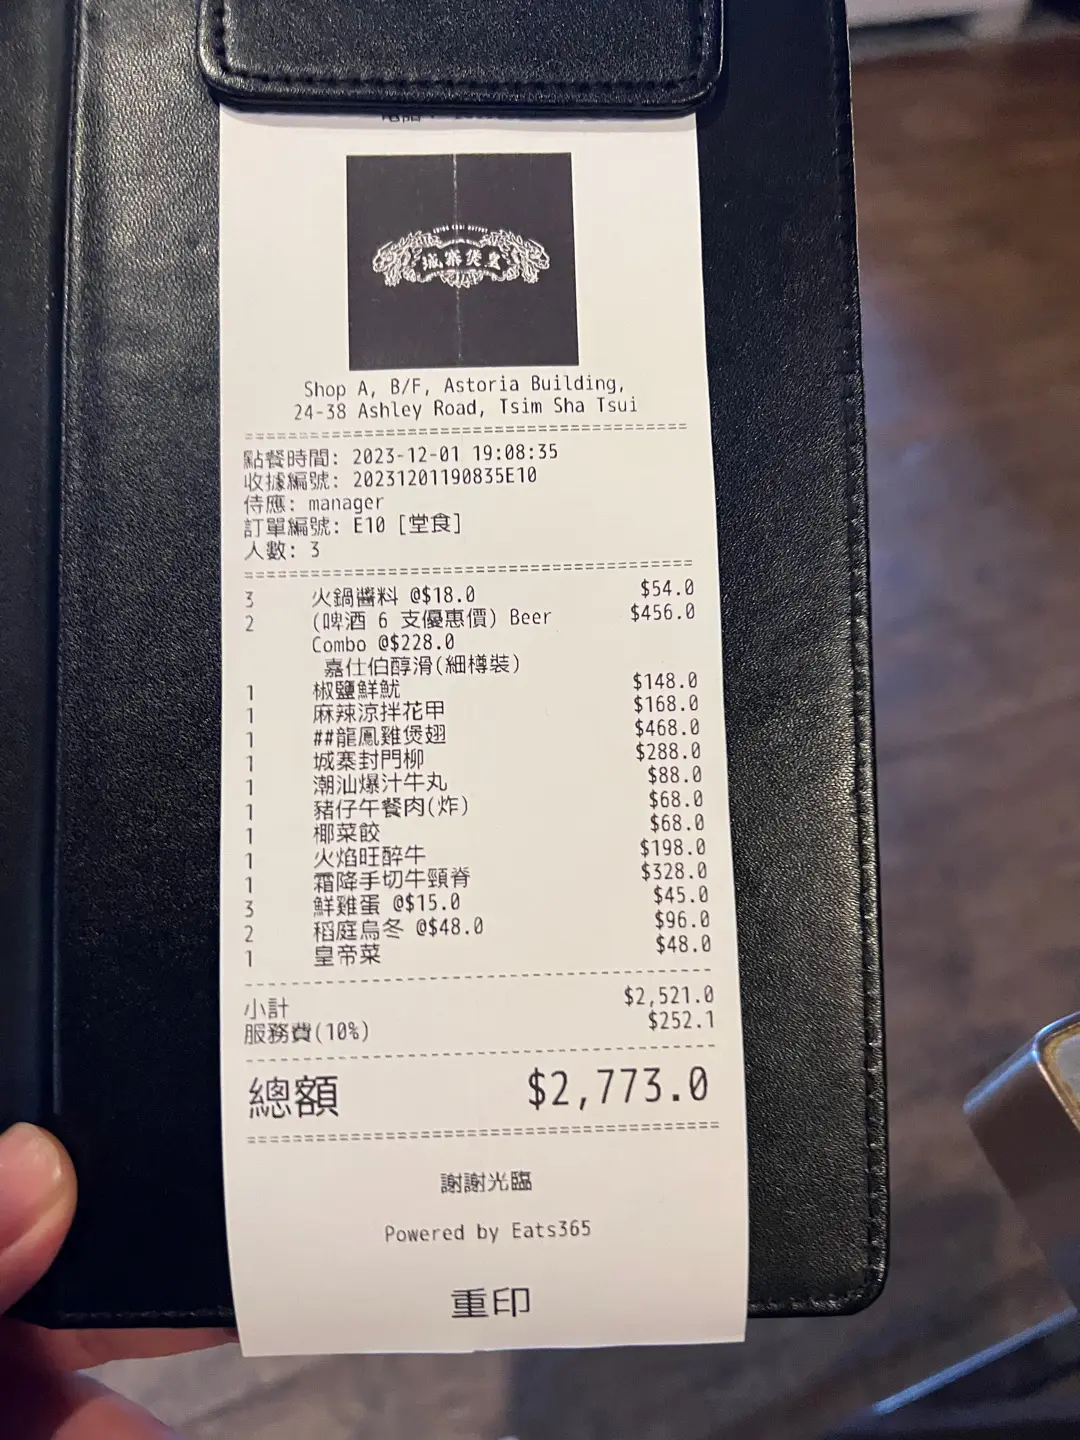 城寨煲皇
Shop A, B/F, Astoria Building,
24-38 Ashley Road, Tsim Sha Tsui
點餐時間: 2023-12-01 19:08:35
收據編號: 20231201190835E10
侍應: manager
訂單編號: E10 [堂食]
人數: 3
3 火鍋醬料 @$18.0 $54.0
2 (啤酒 6 支優惠價) Beer $456.0
Combo @$228.0
嘉仕伯醇滑(細樽裝)
1 椒鹽鮮魷 $148.0
1 麻辣涼拌花甲 $168.0
1 ##龍鳳雞煲翅 $468.0
1 城寨封門柳 $288.0
1 潮汕爆汁牛丸 $88.0
1 豬仔午餐肉(炸) $68.0
1 椰菜餃 $68.0
1 火焰旺醉牛 $198.0
1 霜降手切牛頸脊 $328.0
3 鮮雞蛋 @$15.0 $45.0
2 稻庭烏冬 @$48.0 $96.0
1 皇帝菜 $48.0
小計 $2,521.0
服務費(10%) $252.1
總額 $2,773.0
謝謝光臨
Powered by Eats365
重印